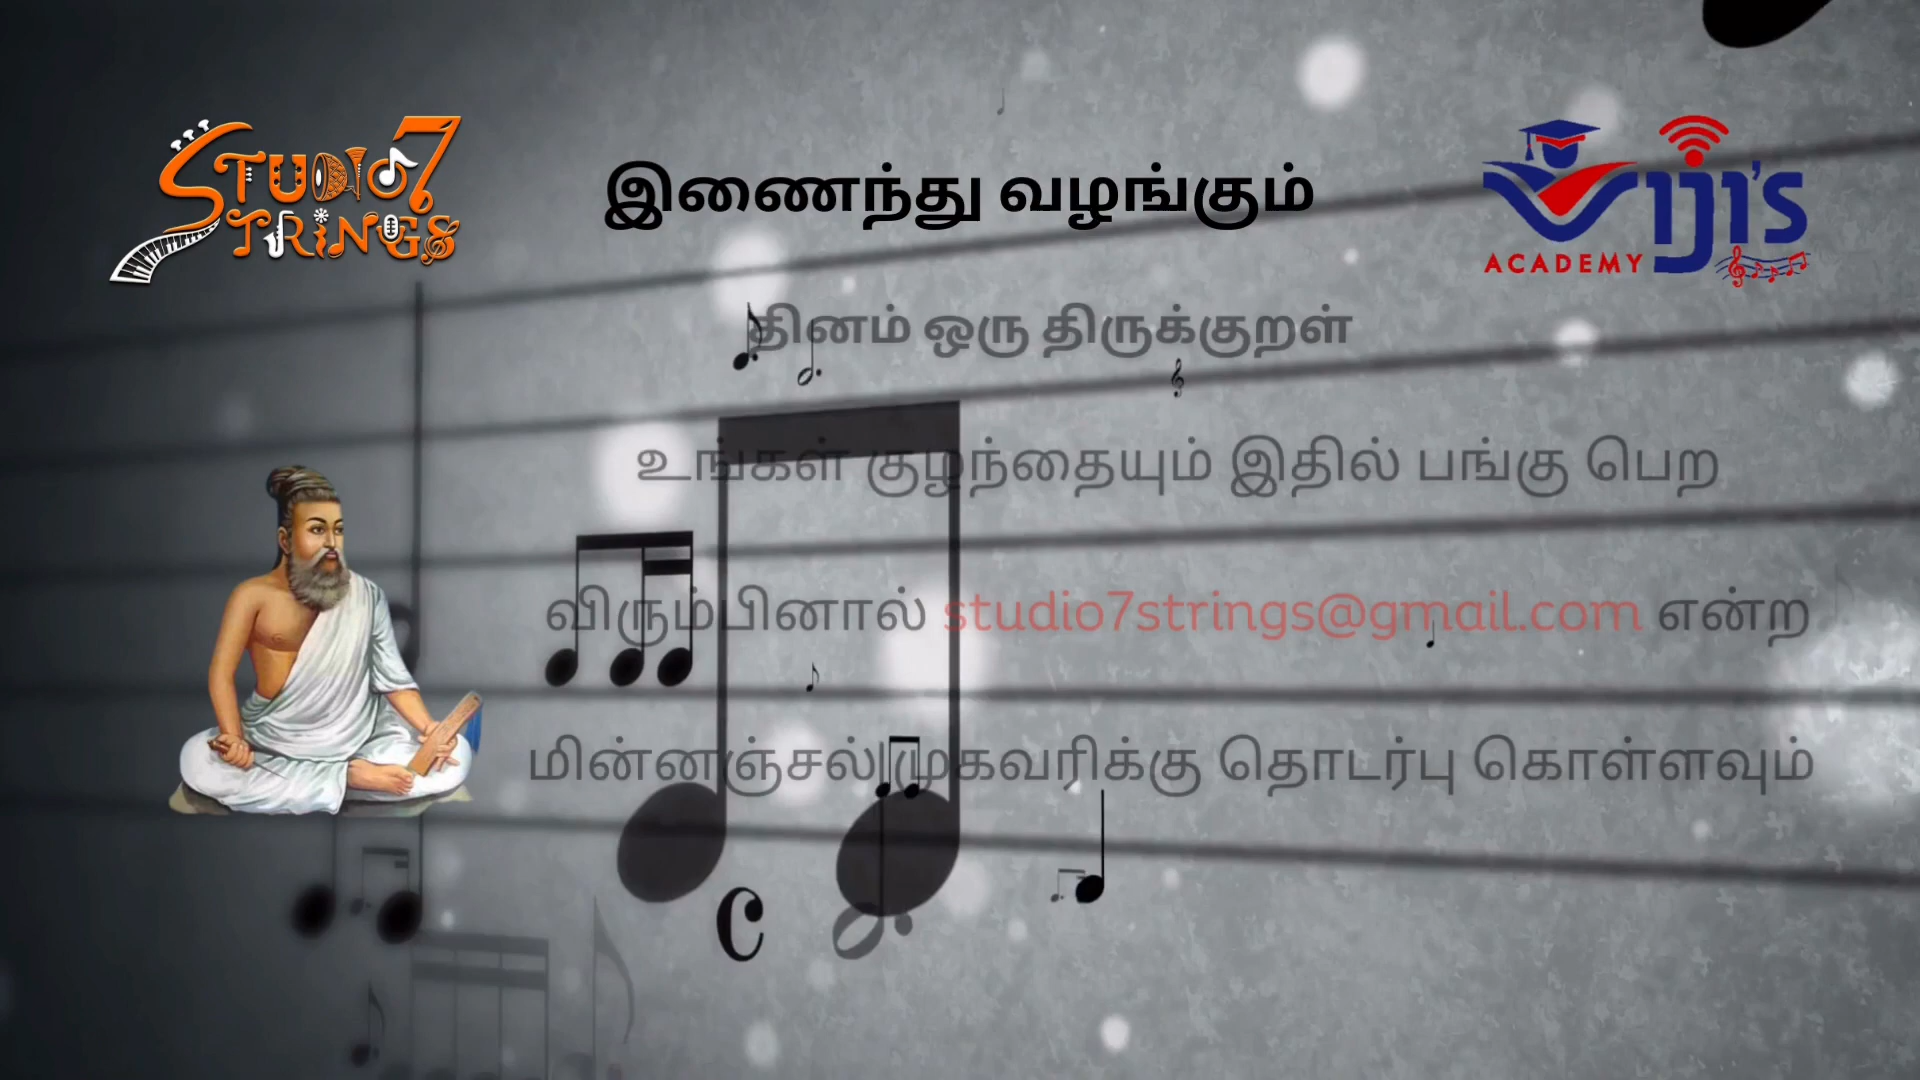 STUDIO 7
STRINGS
இணைந்து வழங்கும்
VIJI'S
ACADEMY
தினம் ஒரு திருக்குறள்
உங்கள் குழந்தையும் இதில் பங்கு பெற
விரும்பினால் studio7strings@gmail.com என்ற
மின்னஞ்சல் முகவரிக்கு தொடர்பு கொள்ளவும்